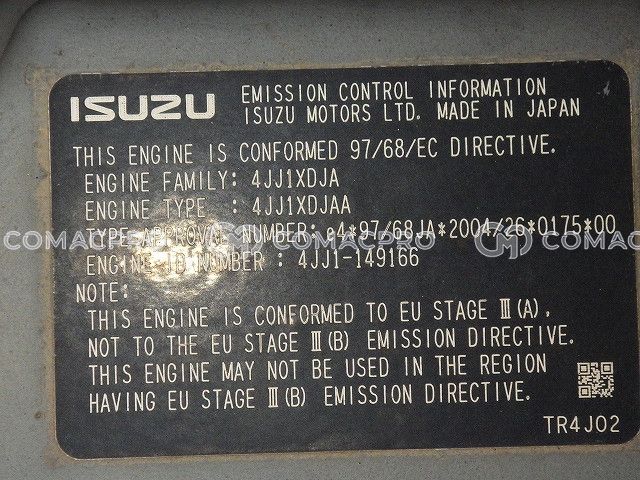 ISUZU EMISSION CONTROL INFORMATION
ISUZU MOTORS LTD. MADE IN JAPAN
THIS ENGINE IS CONFORMED 97/68/EC DIRECTIVE.
ENGINE FAMILY: 4JJ1XDJA
ENGINE TYPE : 4JJ1XDJAA
TYPE APPROVAL NUMBER: e4*97/68JA*2004/26*0175*00
COMACPRO COMACPRO COMACPRO
ENGINE ID NUMBER : 4JJ1-149166
NOTE:
THIS ENGINE IS CONFORMED TO EU STAGE Ⅲ(A),
NOT TO THE EU STAGE Ⅲ(B) EMISSION DIRECTIVE.
THIS ENGINE MAY NOT BE USED IN THE REGION
HAVING EU STAGE Ⅲ(B) EMISSION DIRECTIVE.
TR4J02